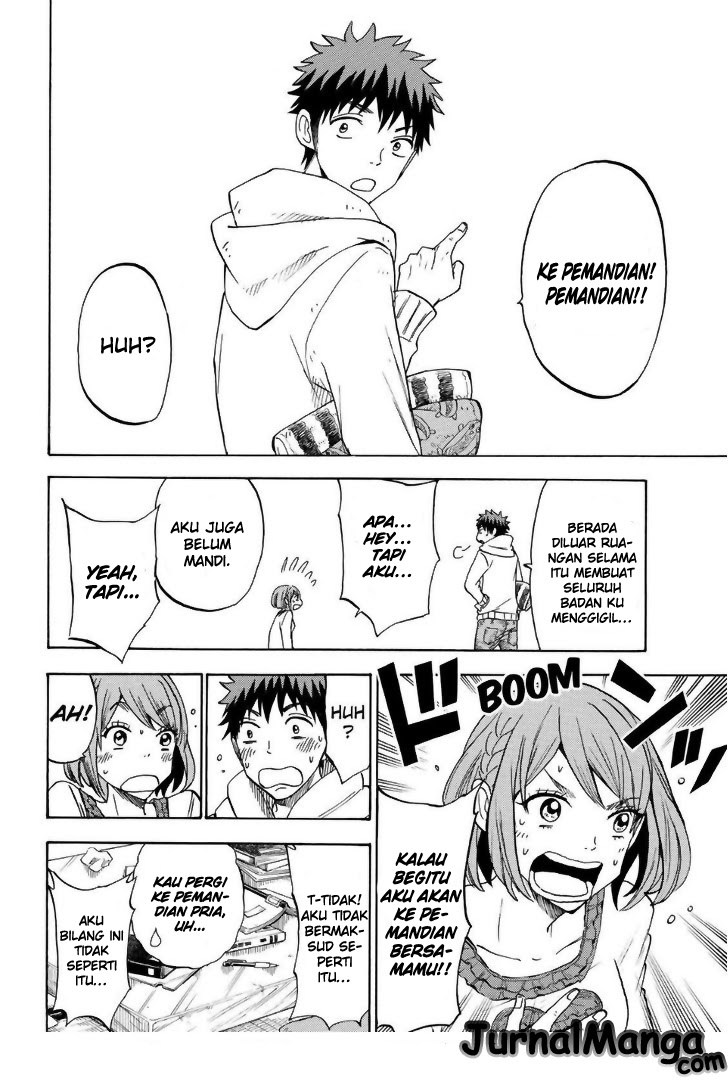 KE PEMANDIAN!
PEMANDIAN!!
HUH?
BERADA
DILUAR RUA-
NGAN SELAMA
ITU MEMBUAT
SELURUH
BADAN KU
MENGGIGIL...
APA...
HEY...
TAPI
AKU...
AKU JUGA
BELUM
MANDI.
YEAH,
TAPI...
BOOM
ドドン
KALAU
BEGITU
AKU AKAN
KE PE-
MANDIAN
BERSA-
MAMU!!
HUH
?
AH!
T-TIDAK!
AKU TIDAK
BERMAK-
SUD SE-
PERTI
ITU...
KAU PERGI
KE PEMAN-
DIAN PRIA,
UH...
AKU
BILANG INI
TIDAK
SEPERTI
ITU...
JurnalManga
.com